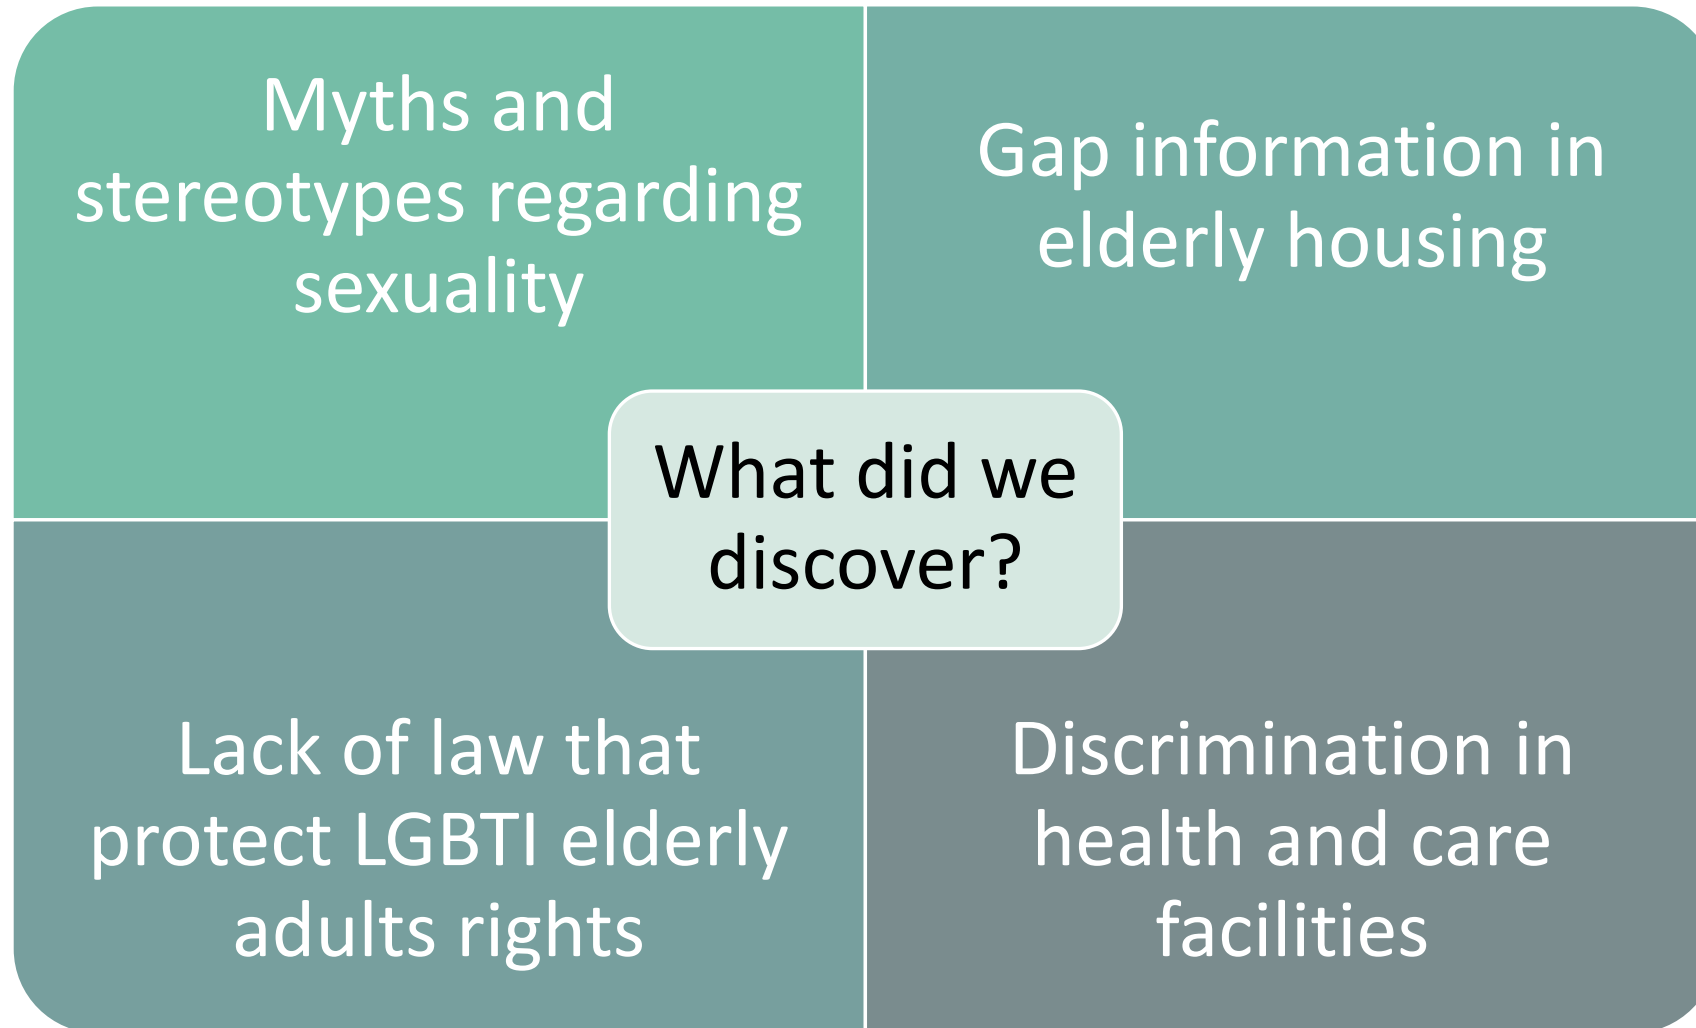 Myths and
stereotypes regarding
sexuality
Gap information in
elderly housing
What did we
discover?
Lack of law that
protect LGBTI elderly
adults rights
Discrimination in
health and care
facilities